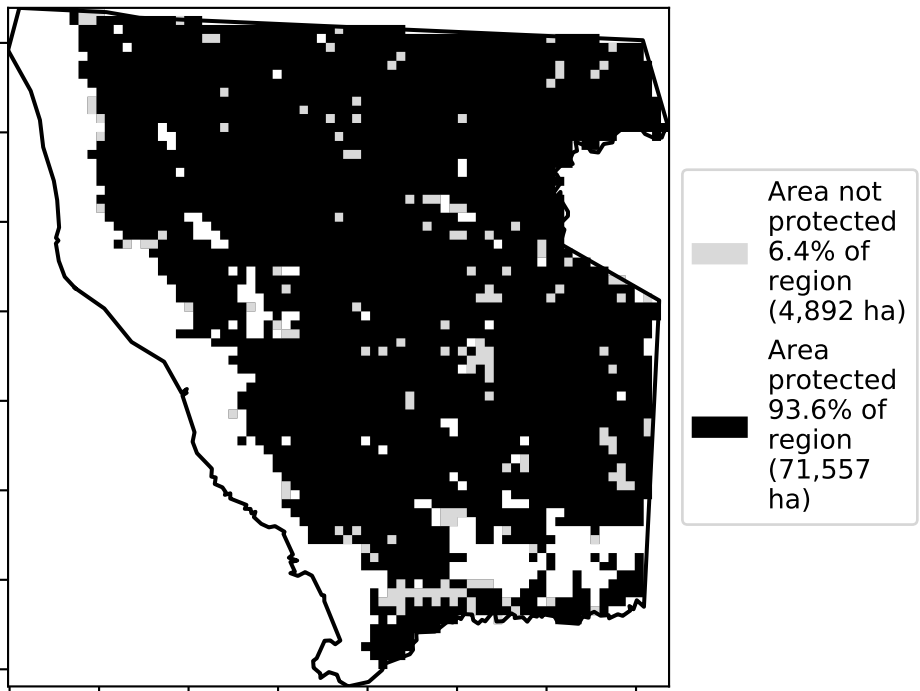 Area not
protected
6.4% of
region
(4,892 ha)
Area
protected
93.6% of
region
(71,557
ha)